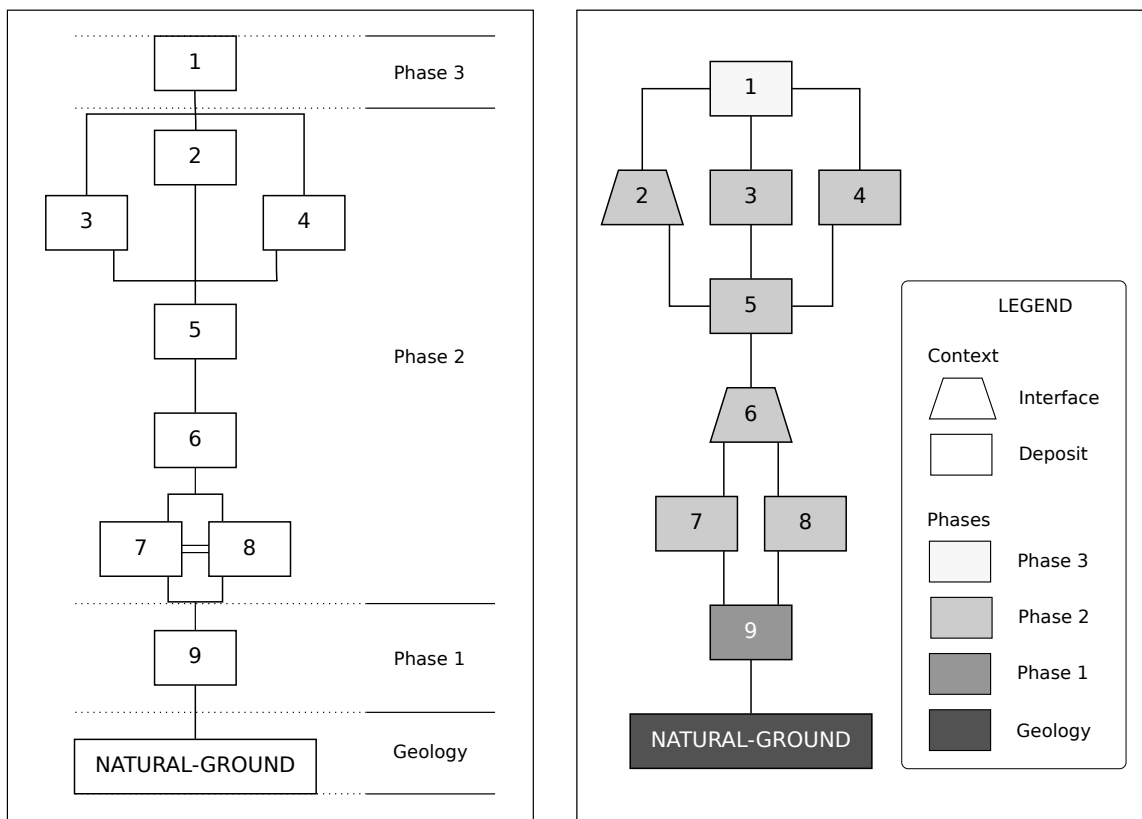 1
Phase 3
2
3
4
5
Phase 2
6
7
8
9
Phase 1
NATURAL-GROUND
Geology
1
2
3
4
5
6
7
8
9
NATURAL-GROUND
LEGEND
Context
Interface
Deposit
Phases
Phase 3
Phase 2
Phase 1
Geology